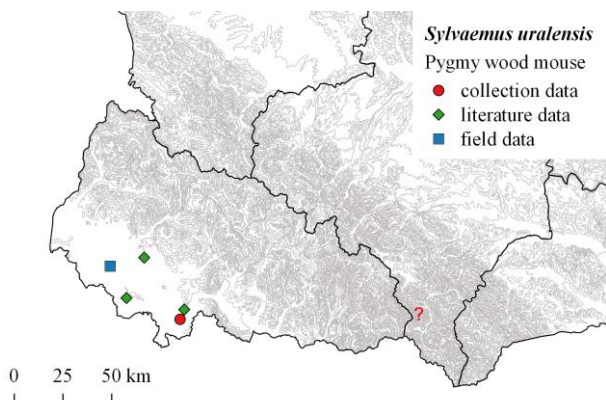 Sylvaemus uralensis
Pygmy wood mouse
collection data
literature data
field data
?
0 25 50 km